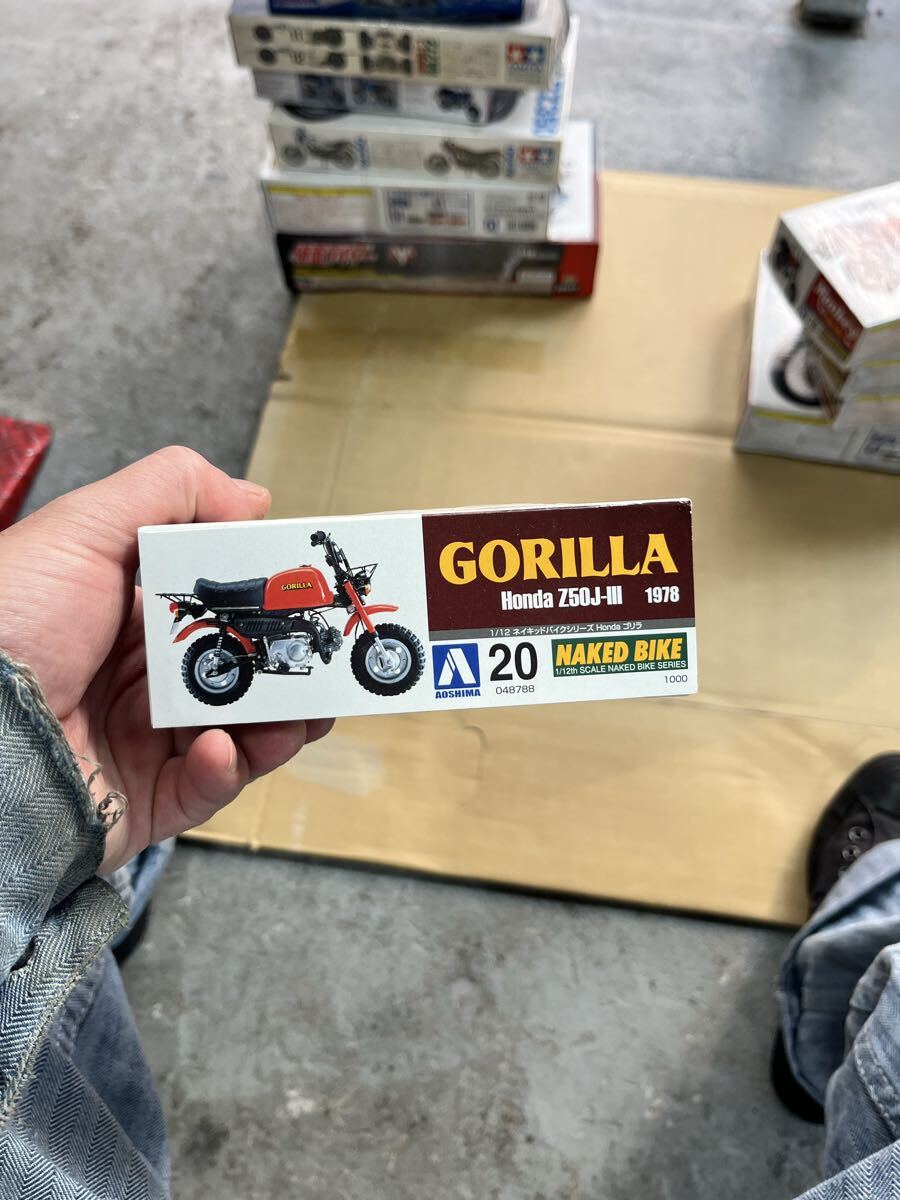 GORILLA
GORILLA
Honda Z50J-III 1978
1/12 ネイキッドバイクシリーズ Honda ゴリラ
AOSHIMA
20
048788
NAKED BIKE
1/12th SCALE NAKED BIKE SERIES
1000